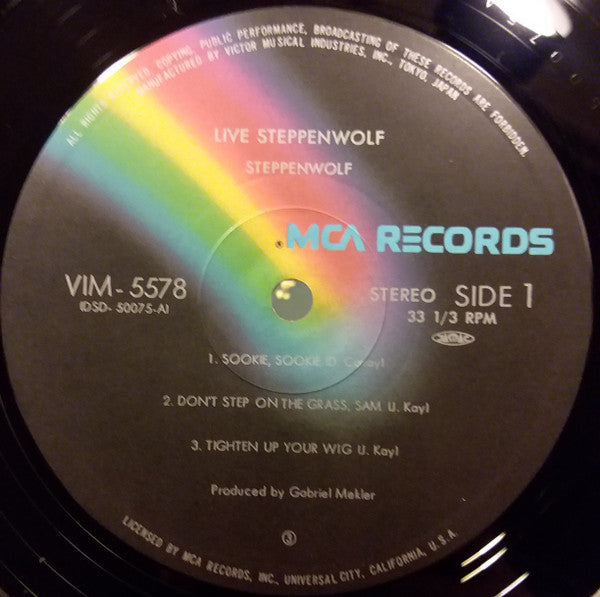 ALL RIGHTS RESERVED. COPYING, PUBLIC PERFORMANCE, BROADCASTING OF THESE RECORDS ARE FORBIDDEN.
MANUFACTURED BY VICTOR MUSICAL INDUSTRIES, INC., TOKYO, JAPAN
LIVE STEPPENWOLF
STEPPENWOLF
MCA RECORDS
VIM-5578
(DSD-50075-A)
STEREO SIDE 1
33 1/3 RPM
1. SOOKIE, SOOKIE (D.
2. DON'T STEP ON THE GRASS, SAM (J. Kay)
3. TIGHTEN UP YOUR WIG (J. Kay)
Produced by Gabriel Mekler
③
LICENSED BY MCA RECORDS, INC., UNIVERSAL CITY, CALIFORNIA, U.S.A.